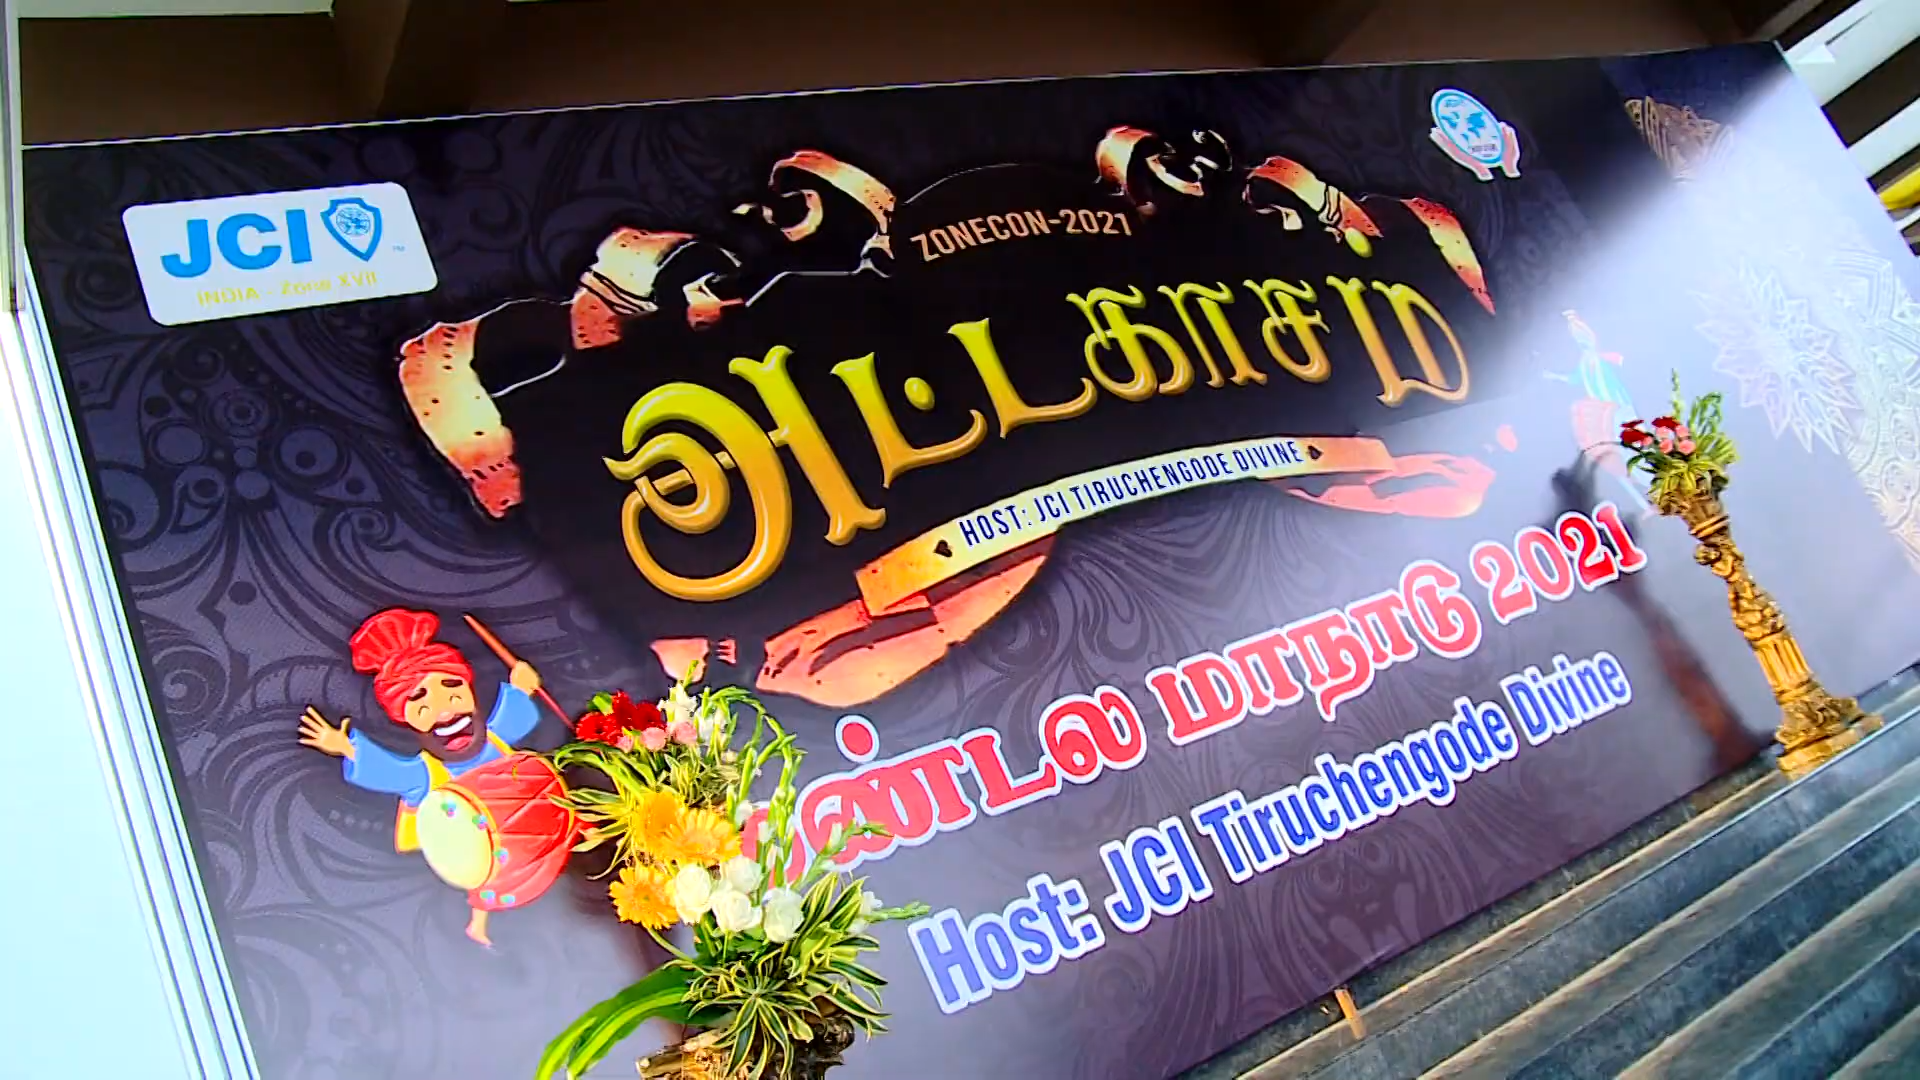 JCI
INDIA - Zone XVII
ZONECON-2021
அட்டகாசம்
HOST: JCI TIRUCHENGODE DIVINE
மண்டல மாநாடு 2021
Host: JCI Tiruchengode Divine